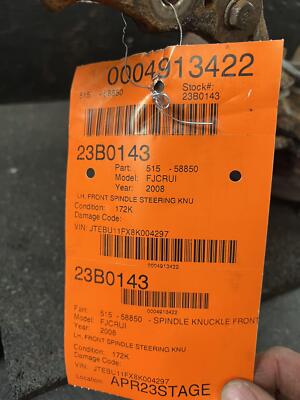 0004913422
515 -58850 Stock#:
23B0143
23B0143
Part: 515 -58850
Model: FJCRUI
Year: 2008
LH, FRONT SPINDLE STEERING KNU
Condition: 172K
Damage Code:
VIN: JTEBU11FX8K004297
0004913422
23B0143
0004913422
Part: 515 -58850 - SPINDLE KNUCKLE FRONT
Model: FJCRUI
Year: 2008
LH, FRONT SPINDLE STEERING KNU
Condition: 172K
Damage Code:
VIN: JTEBU11FX8K004297
Location: APR23STAGE